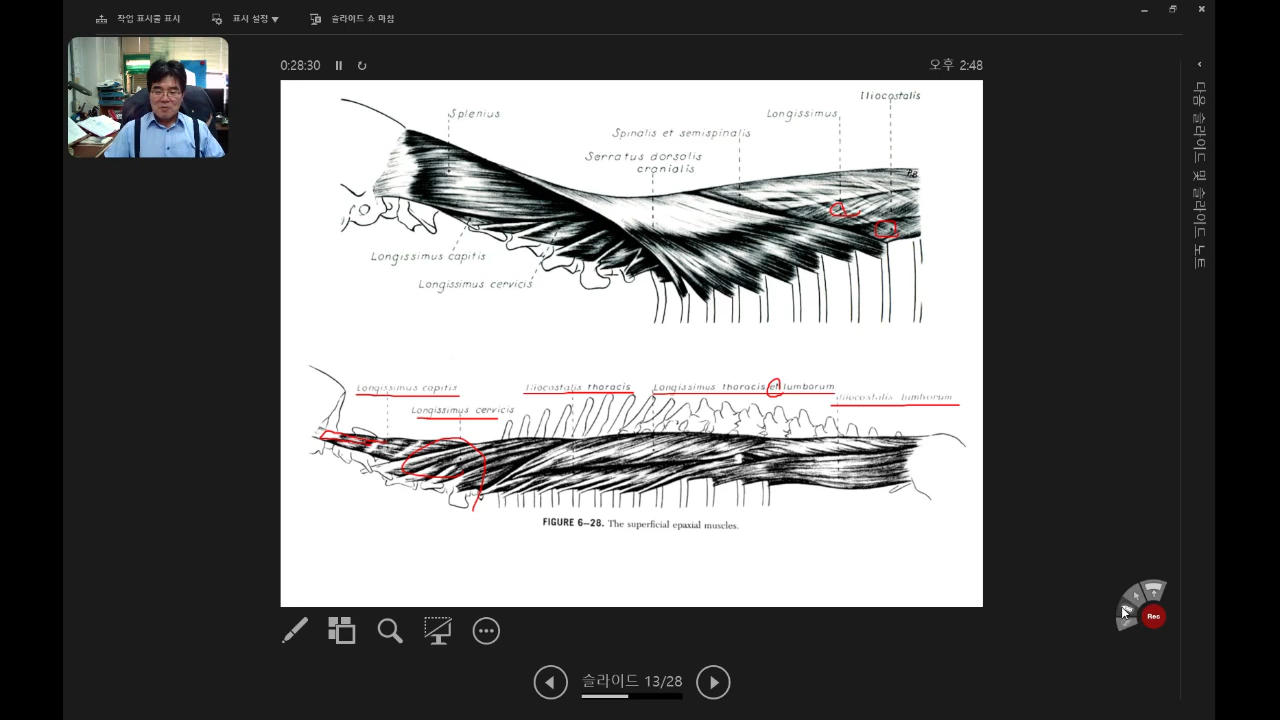 작업 표시줄 표시
표시 설정 ▼
슬라이드 쇼 마침
0:28:30
오후 2:48
Iliocostalis
Splenius
Longissimus
Spinalis et semispinalis
Serratus dorsalis
cranialis
Longissimus capitis
Longissimus cervicis
Longissimus capitis
Iliocostalis thoracis
Longissimus thoracis et lumborum
Iliocostalis lumborum
Longissimus cervicis
FIGURE 6–28. The superficial epaxial muscles.
Rec
슬라이드 13/28
다음 슬라이드 및 슬라이드 노트